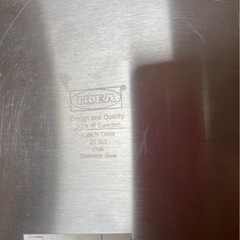 IKEA
Design and Quality
IKEA of Sweden
Made in China
Stainless steel